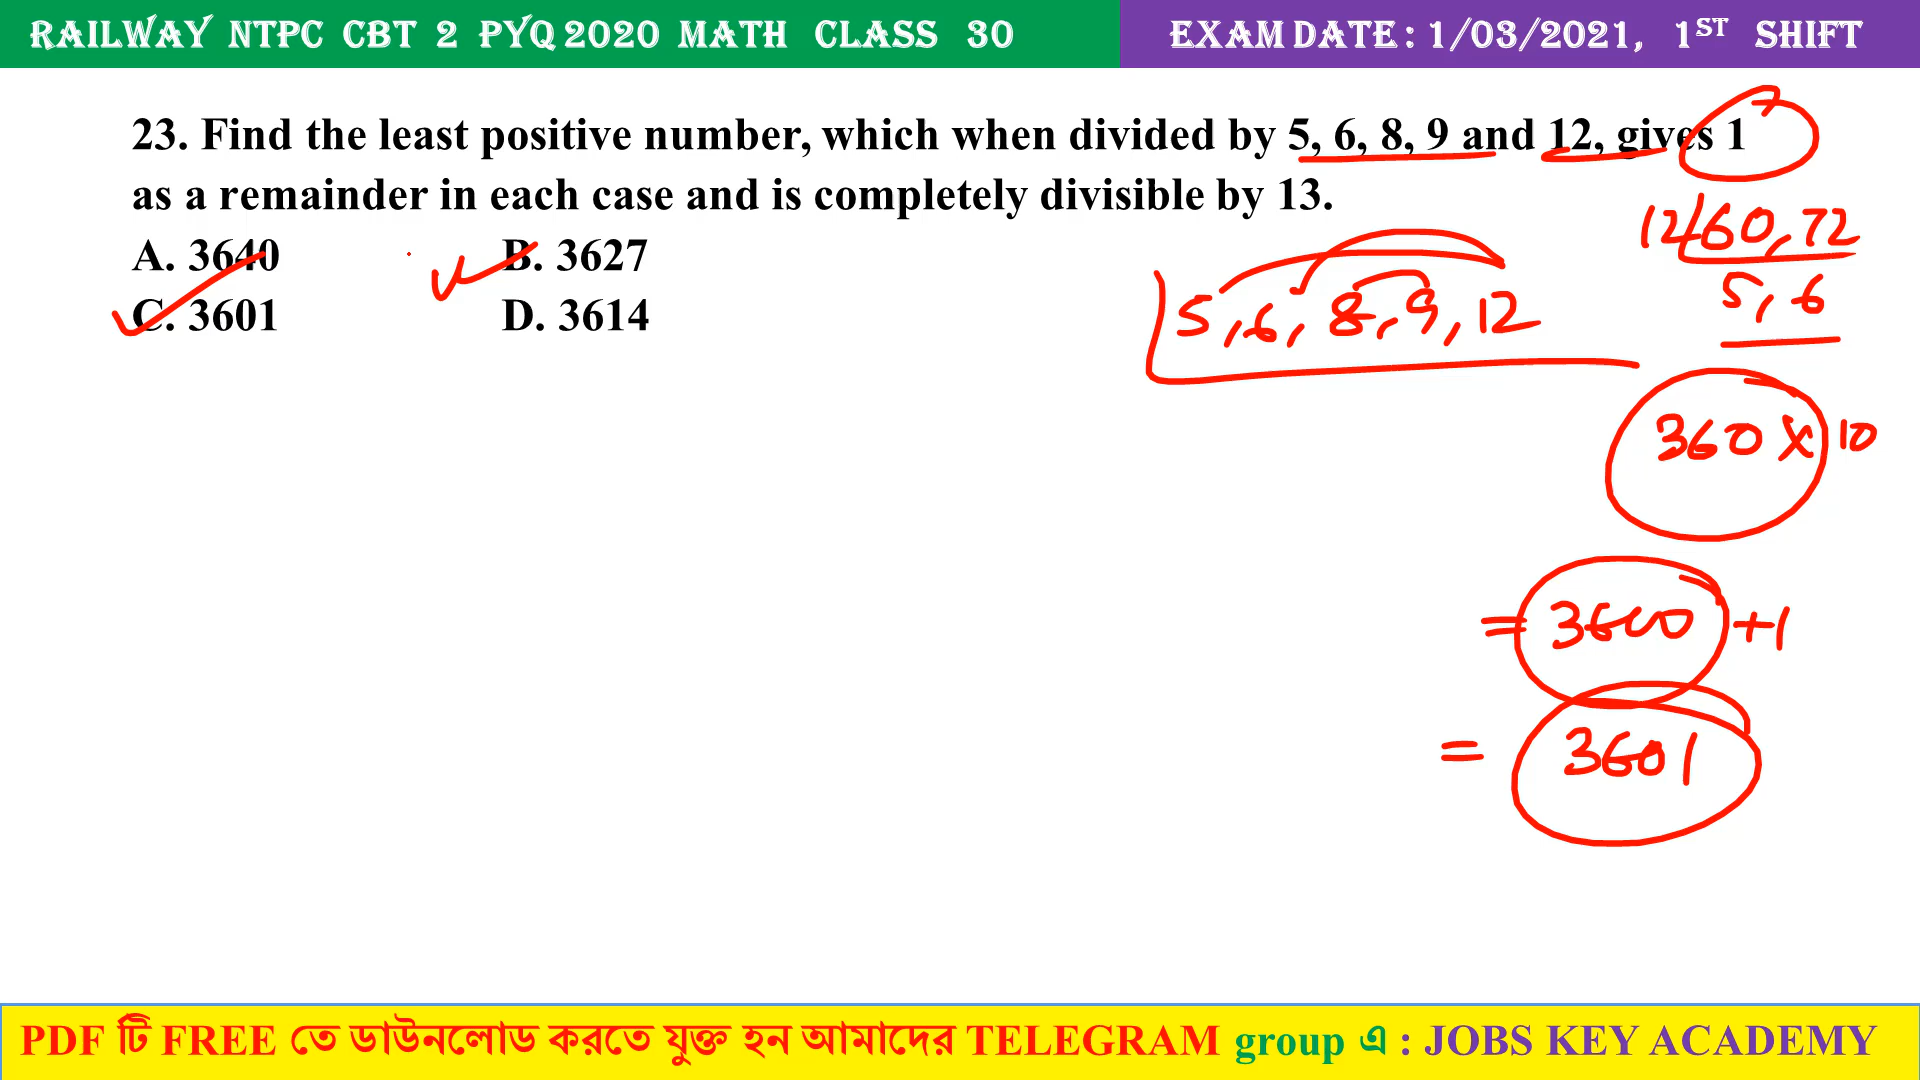 RAILWAY NTPC CBT 2 PYQ 2020 MATH CLASS 30
EXAM DATE : 1/03/2021, 1ST SHIFT
23. Find the least positive number, which when divided by 5, 6, 8, 9 and 12, gives 1
as a remainder in each case and is completely divisible by 13.
A. 3640 B. 3627
C. 3601 D. 3614
5, 6, 8, 9, 12
12 60, 72
5, 6
360 × 10
= 3600 + 1
= 3601
PDF টি FREE তে ডাউনলোড করতে যুক্ত হন আমাদের TELEGRAM group এ : JOBS KEY ACADEMY